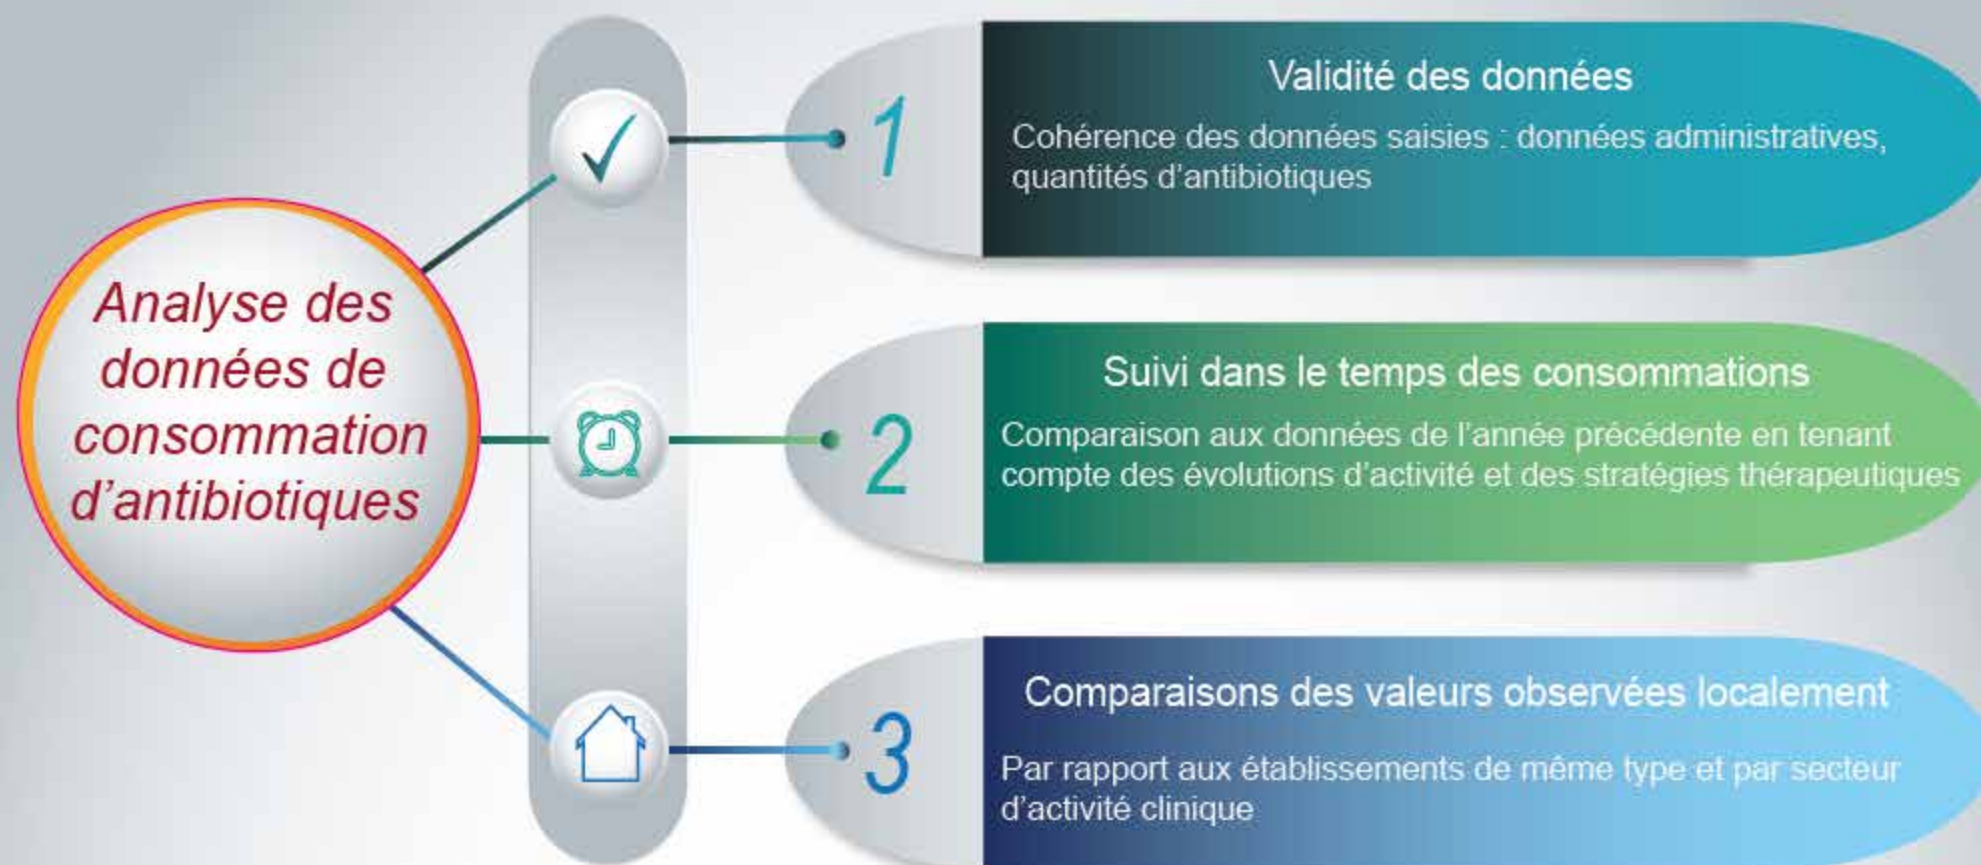 Analyse des
données de
consommation
d'antibiotiques
1
Validité des données
Cohérence des données saisies : données administratives,
quantités d'antibiotiques
2
Suivi dans le temps des consommations
Comparaison aux données de l'année précédente en tenant
compte des évolutions d'activité et des stratégies thérapeutiques
3
Comparaisons des valeurs observées localement
Par rapport aux établissements de même type et par secteur
d'activité clinique